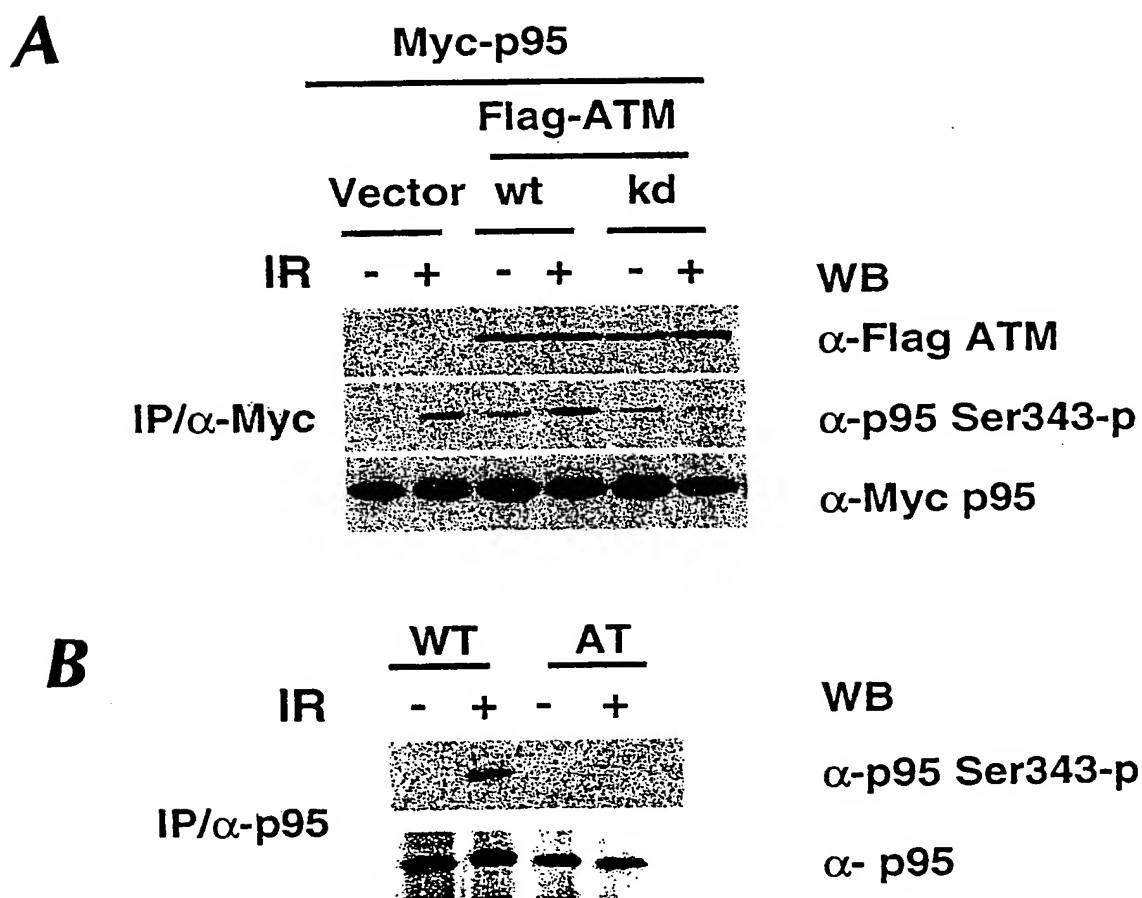 A
Myc-p95
Flag-ATM
Vector wt kd
IR - + - + - + WB
α-Flag ATM
IP/α-Myc α-p95 Ser343-p
α-Myc p95
B
WT AT
IR - + - + WB
α-p95 Ser343-p
IP/α-p95
α- p95